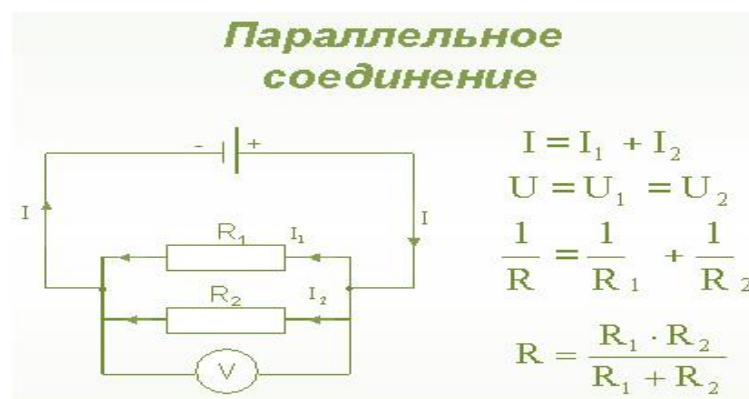 Параллельное
соединение
- +
I
I
R₁ I₁
R₂ I₂
V
I = I₁ + I₂
U = U₁ = U₂
1/R = 1/R₁ + 1/R₂
R = R₁ · R₂ / R₁ + R₂